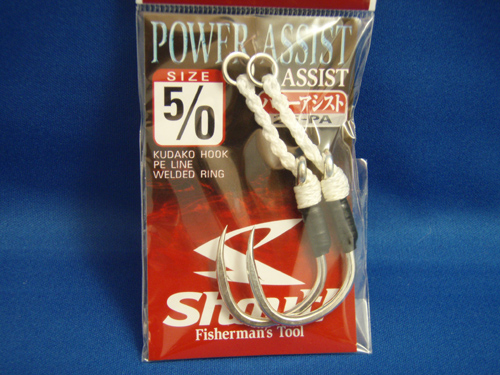 POWER ASSIST
SIZE
ASSIST
5/0
パワーアシスト
-PA
KUDAKO HOOK
PE LINE
WELDED RING
Shout!
Fisherman's Tool